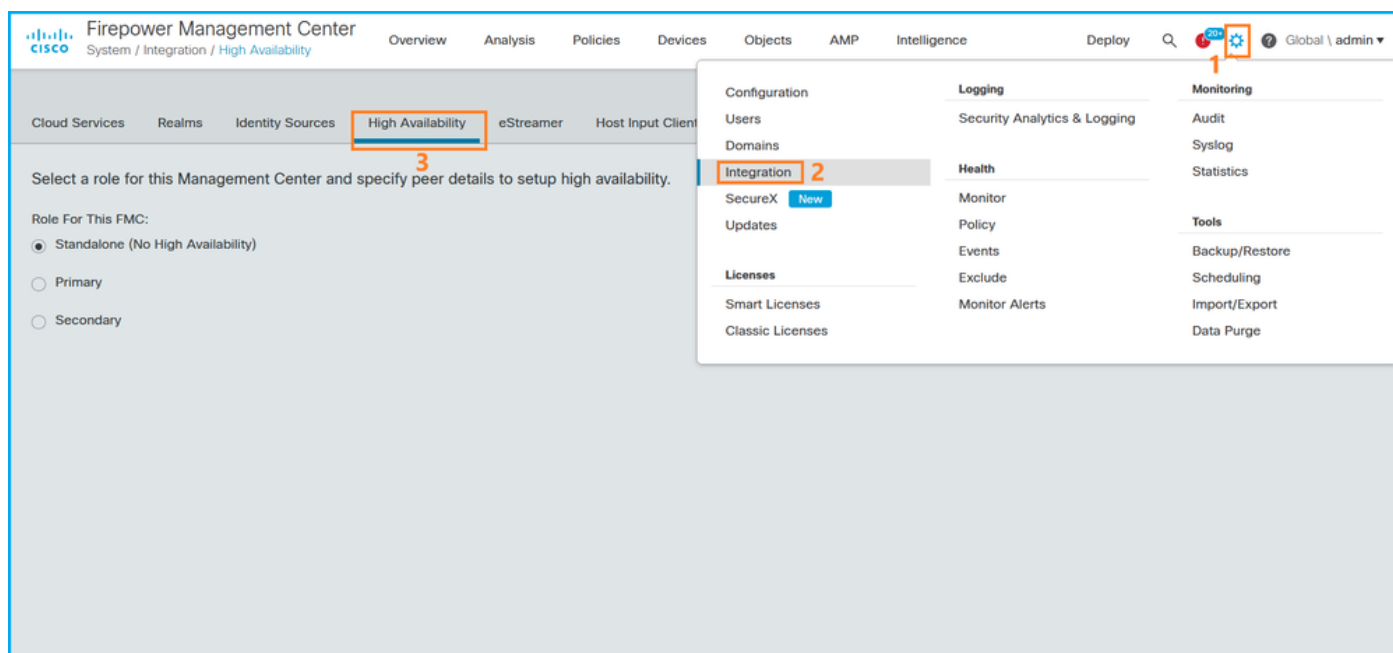 Firepower Management Center
CISCO
System / Integration / High Availability
Overview Analysis Policies Devices Objects AMP Intelligence Deploy 20+ Global \ admin ▾
1
Cloud Services Realms Identity Sources High Availability eStreamer Host Input Client
3
Select a role for this Management Center and specify peer details to setup high availability.
Role For This FMC:
Standalone (No High Availability)
Primary
Secondary
Configuration
Users
Domains
Integration 2
SecureX New
Updates
Licenses
Smart Licenses
Classic Licenses
Logging
Security Analytics & Logging
Health
Monitor
Policy
Events
Exclude
Monitor Alerts
Monitoring
Audit
Syslog
Statistics
Tools
Backup/Restore
Scheduling
Import/Export
Data Purge